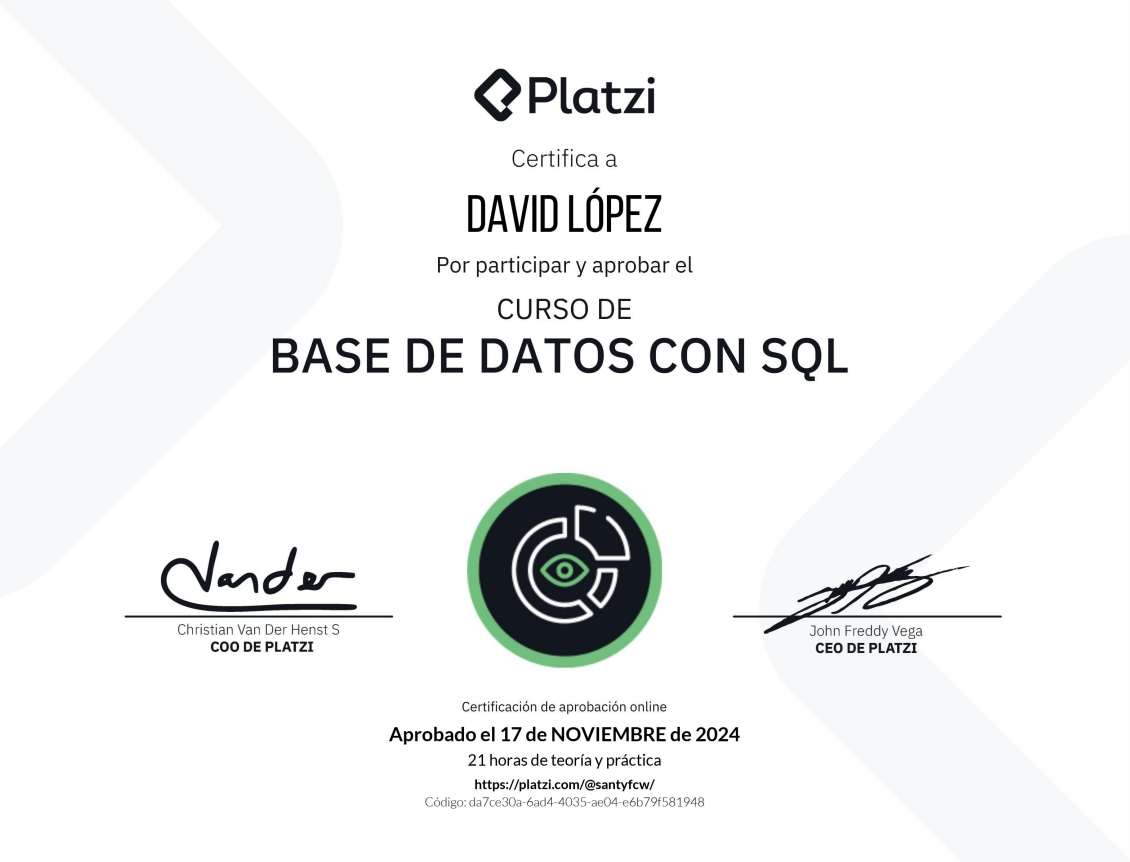 Platzi
Certifica a
DAVID LÓPEZ
Por participar y aprobar el
CURSO DE
BASE DE DATOS CON SQL
Vander
Christian Van Der Henst S
COO DE PLATZI
John Freddy Vega
CEO DE PLATZI
Certificación de aprobación online
Aprobado el 17 de NOVIEMBRE de 2024
21 horas de teoría y práctica
https://platzi.com/@santyfcw/
Código: da7ce30a-6ad4-4035-ae04-e6b79f581948